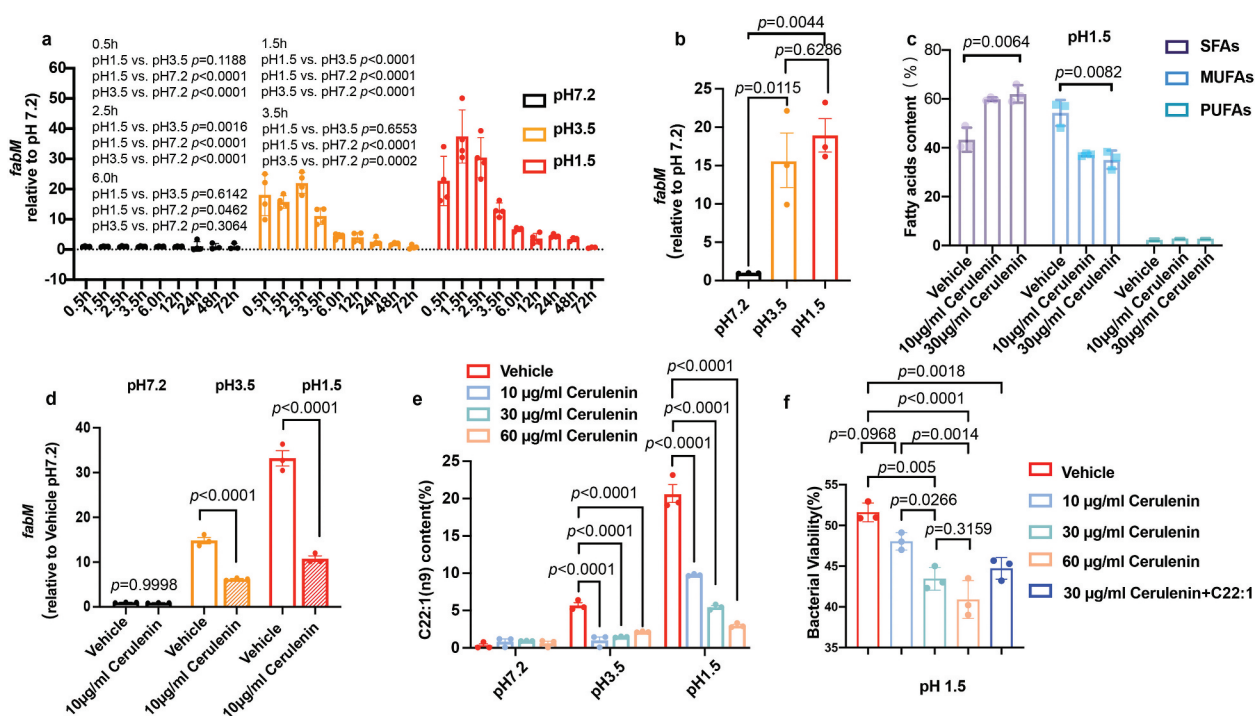 a
0.5h
pH1.5 vs. pH3.5 p=0.1188
pH1.5 vs. pH7.2 p<0.0001
pH3.5 vs. pH7.2 p<0.0001
2.5h
pH1.5 vs. pH3.5 p=0.0016
pH1.5 vs. pH7.2 p<0.0001
pH3.5 vs. pH7.2 p<0.0001
6.0h
pH1.5 vs. pH3.5 p=0.6142
pH1.5 vs. pH7.2 p=0.0462
pH3.5 vs. pH7.2 p=0.3064
1.5h
pH1.5 vs. pH3.5 p<0.0001
pH1.5 vs. pH7.2 p<0.0001
pH3.5 vs. pH7.2 p<0.0001
3.5h
pH1.5 vs. pH3.5 p=0.6553
pH1.5 vs. pH7.2 p<0.0001
pH3.5 vs. pH7.2 p=0.0002
pH7.2
pH3.5
pH1.5
fabM
relative to pH 7.2)
80
60
50
40
30
20
10
0
-10
0.5h
1.5h
2.5h
3.5h
6.0h
12h
24h
48h
72h
0.5h
1.5h
2.5h
3.5h
6.0h
12h
24h
48h
72h
0.5h
1.5h
2.5h
3.5h
6.0h
12h
24h
48h
72h
b
p=0.0044
p=0.6286
p=0.0115
fabM
(relative to pH 7.2)
25
20
15
10
5
0
pH7.2
pH3.5
pH1.5
c
pH1.5
p=0.0064
p=0.0082
SFAs
MUFAs
PUFAs
Fatty acids content (%)
80
60
40
20
0
Vehicle
10μg/ml Cerulenin
30μg/ml Cerulenin
Vehicle
10μg/ml Cerulenin
30μg/ml Cerulenin
Vehicle
10μg/ml Cerulenin
30μg/ml Cerulenin
d
pH7.2
pH3.5
pH1.5
p<0.0001
p<0.0001
p=0.9998
fabM
(relative to Vehicle pH7.2)
40
30
20
10
0
Vehicle
10μg/ml Cerulenin
Vehicle
10μg/ml Cerulenin
Vehicle
10μg/ml Cerulenin
e
Vehicle
10 μg/ml Cerulenin
30 μg/ml Cerulenin
60 μg/ml Cerulenin
p<0.0001
p<0.0001
p<0.0001
p<0.0001
p<0.0001
p<0.0001
C22:1(n9) content(%)
25
20
15
10
5
0
pH7.2
pH3.5
pH1.5
f
p=0.0018
p<0.0001
p=0.0968
p=0.0014
p=0.005
p=0.0266
p=0.3159
Vehicle
10 μg/ml Cerulenin
30 μg/ml Cerulenin
60 μg/ml Cerulenin
30 μg/ml Cerulenin+C22:1
Bacterial Viability(%)
55
50
45
40
35
pH 1.5